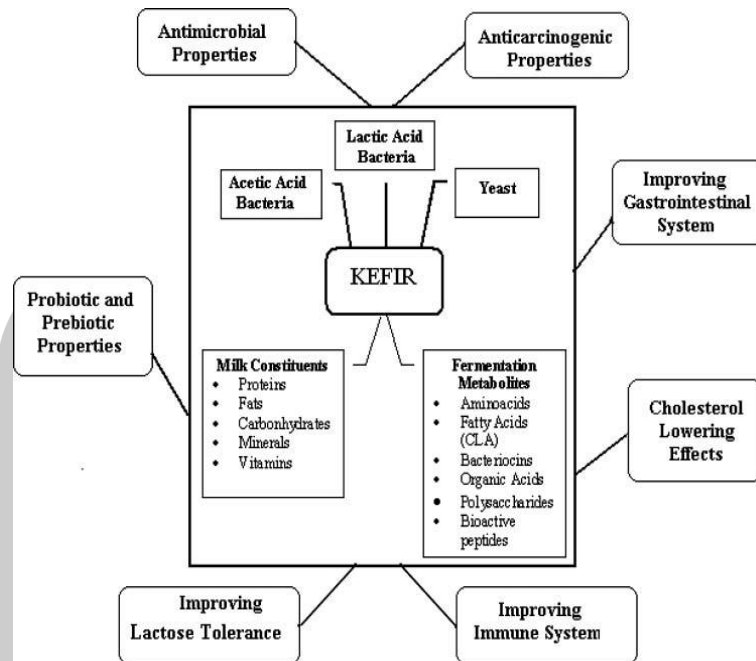 Antimicrobial
Properties
Anticarcinogenic
Properties
Lactic Acid
Bacteria
Acetic Acid
Bacteria
Yeast
Improving
Gastrointestinal
System
KEFIR
Probiotic and
Prebiotic
Properties
Milk Constituents
• Proteins
• Fats
• Carbonhydrates
• Minerals
• Vitamins
Fermentation
Metabolites
• Aminoacids
• Fatty Acids
(CLA)
• Bacteriocins
• Organic Acids
• Polysaccharides
• Bioactive
peptides
Cholesterol
Lowering
Effects
Improving
Lactose Tolerance
Improving
Immune System